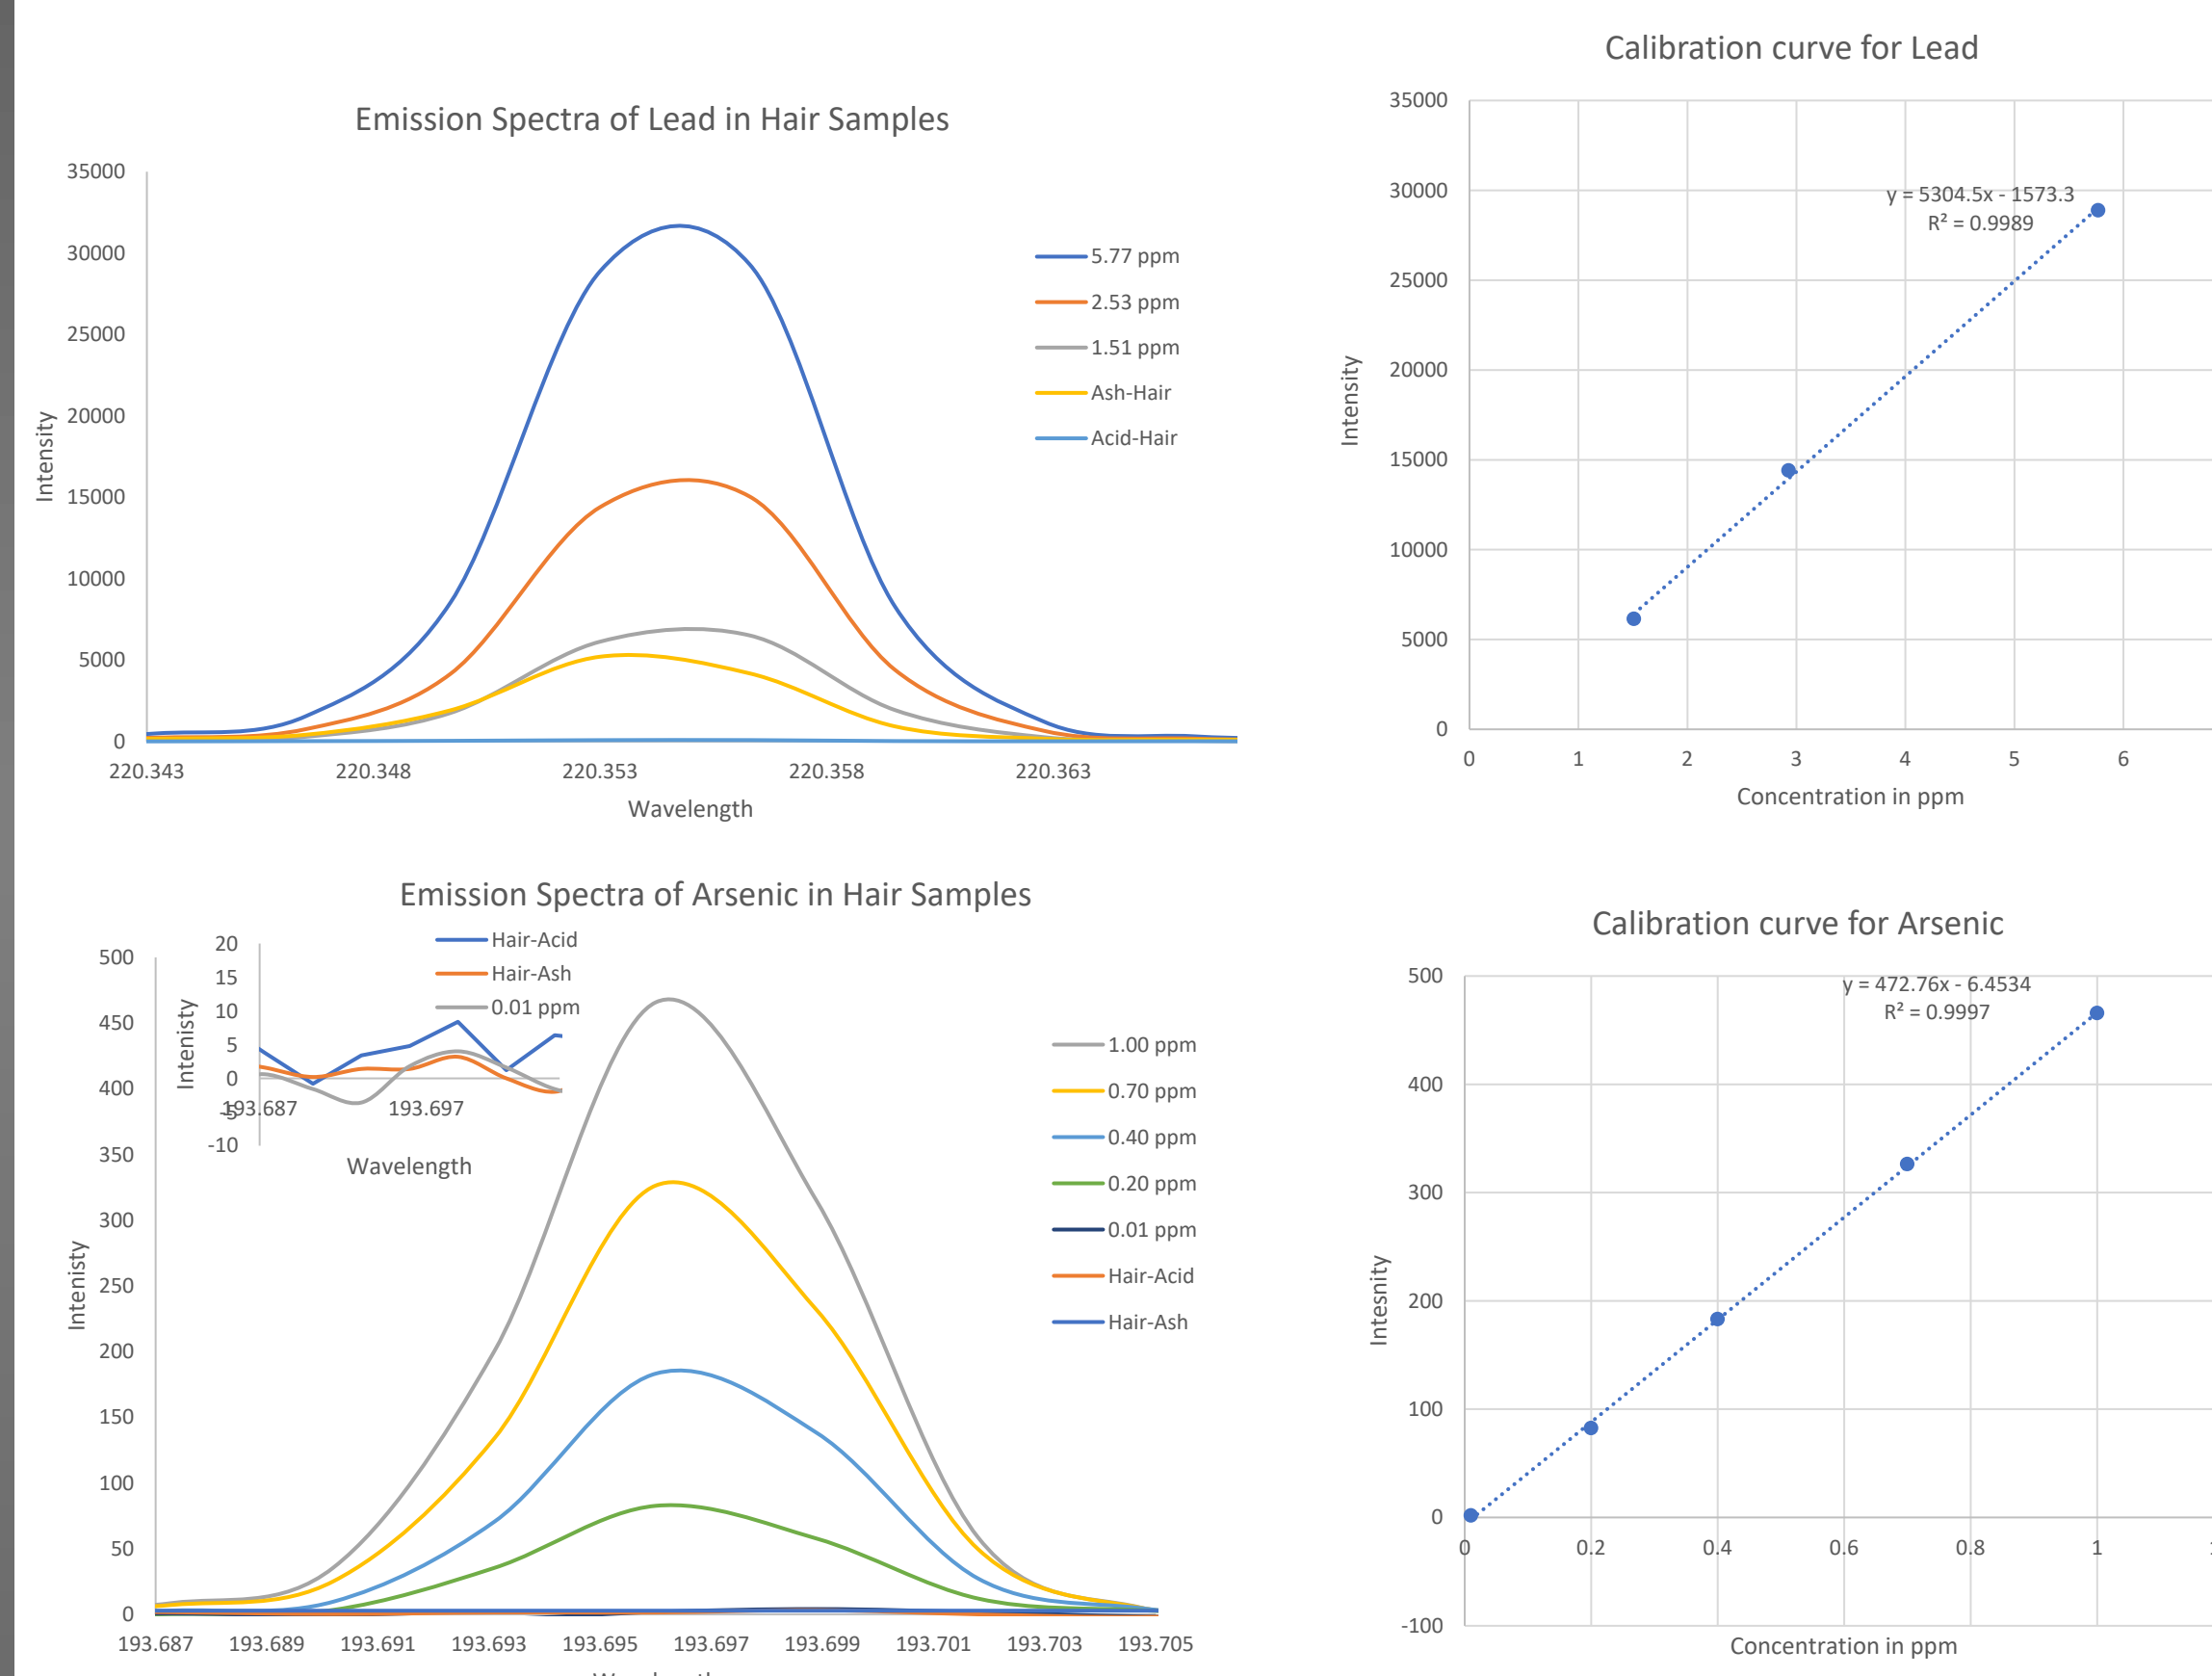 Emission Spectra of Lead in Hair Samples
35000
30000
25000
20000
15000
10000
5000
0
Intensity
220.343 220.348 220.353 220.358 220.363
Wavelength
5.77 ppm
2.53 ppm
1.51 ppm
Ash-Hair
Acid-Hair
Calibration curve for Lead
35000
30000
25000
20000
15000
10000
5000
0
Intensity
y = 5304.5x - 1573.3
R² = 0.9989
0 1 2 3 4 5 6
Concentration in ppm
Emission Spectra of Arsenic in Hair Samples
500
450
400
350
300
250
200
150
100
50
0
Intenisty
20
15
10
5
0
-5
-10
Intenisty
193.687 193.697
Wavelength
Hair-Acid
Hair-Ash
0.01 ppm
1.00 ppm
0.70 ppm
0.40 ppm
0.20 ppm
0.01 ppm
Hair-Acid
Hair-Ash
193.687 193.689 193.691 193.693 193.695 193.697 193.699 193.701 193.703 193.705
Calibration curve for Arsenic
500
400
300
200
100
0
-100
Intesnity
y = 472.76x - 6.4534
R² = 0.9997
0 0.2 0.4 0.6 0.8 1
Concentration in ppm